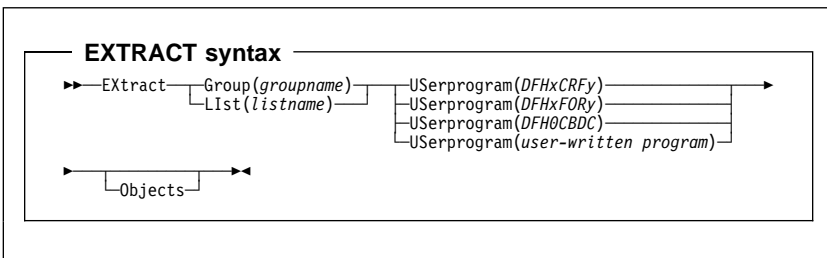 EXTRACT syntax
EXtract Group(groupname) USerprogram(DFHxCRFy)
LIst(listname) USerprogram(DFHxFORy)
USerprogram(DFH0CBDC)
USerprogram(user-written program)
Objects